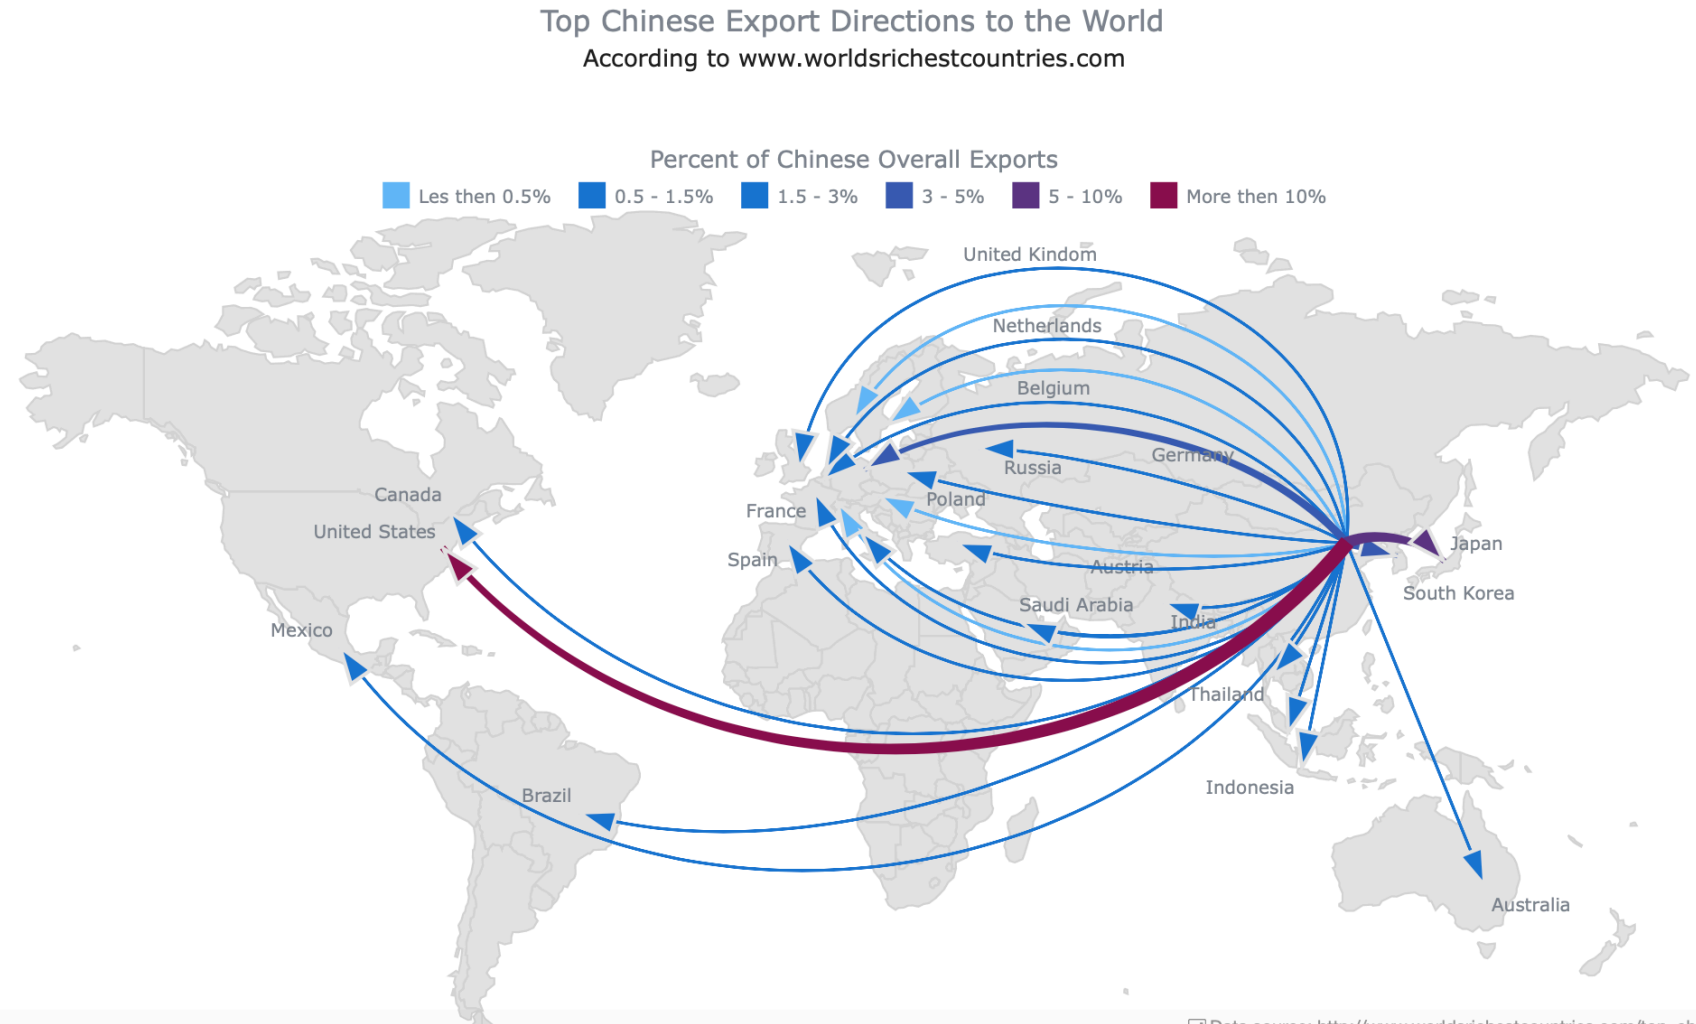 Top Chinese Export Directions to the World
According to www.worldsrichestcountries.com
Percent of Chinese Overall Exports
Les then 0.5%
0.5 - 1.5%
1.5 - 3%
3 - 5%
5 - 10%
More then 10%
United Kindom
Netherlands
Belgium
Germany
Russia
Canada
Poland
France
United States
Japan
Spain
Austria
South Korea
Saudi Arabia
India
Mexico
Thailand
Indonesia
Brazil
Australia